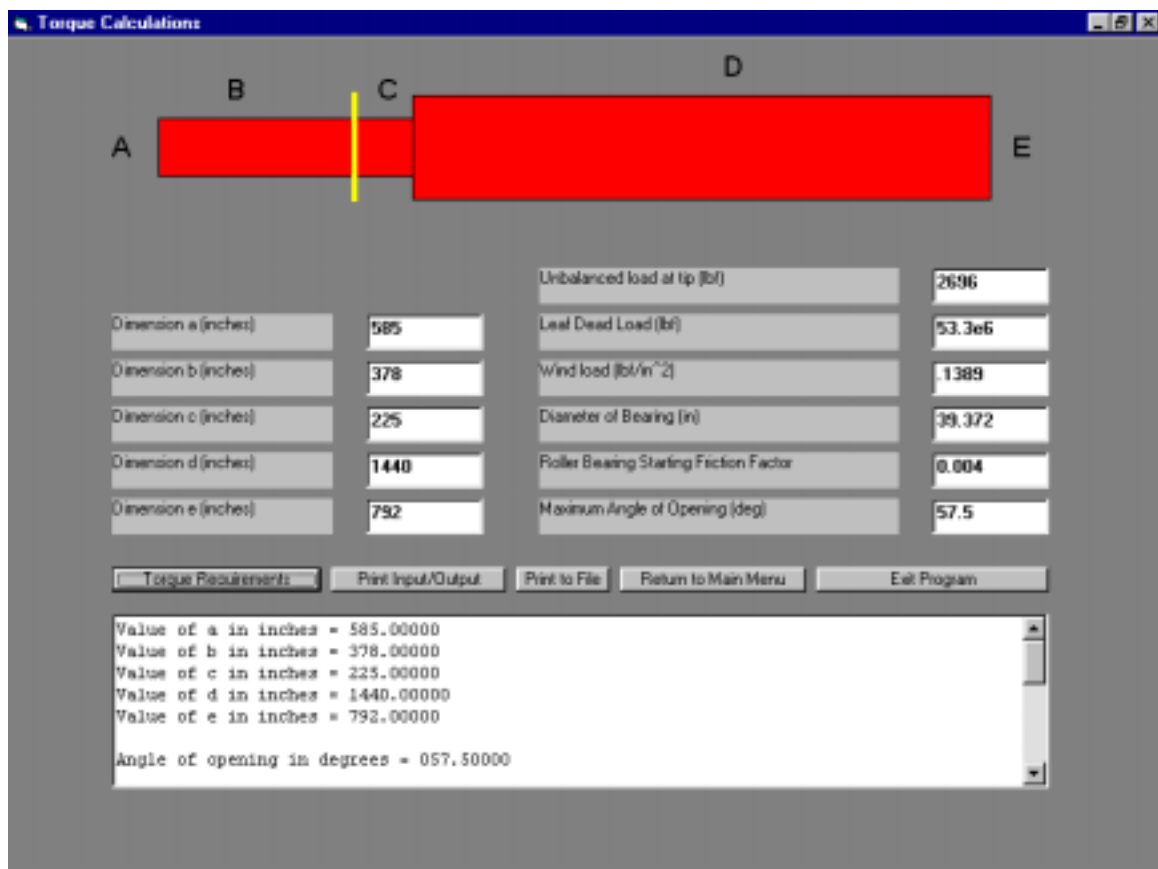 Torque Calculations
D
B
C
A
E
Unbalanced load at tip (lbf)
2696
Dimension a (inches)
585
Leaf Dead Load (lbf)
53.3e6
Dimension b (inches)
378
Wind load (lbf/in^2)
.1389
Dimension c (inches)
225
Diameter of Bearing (in)
39.372
Dimension d (inches)
1440
Roller Bearing Starting Friction Factor
0.004
Dimension e (inches)
792
Maximum Angle of Opening (deg)
57.5
Torque Requirements
Print Input/Output
Print to File
Return to Main Menu
Exit Program
Value of a in inches = 585.00000
Value of b in inches = 378.00000
Value of c in inches = 225.00000
Value of d in inches = 1440.00000
Value of e in inches = 792.00000
Angle of opening in degrees = 057.50000